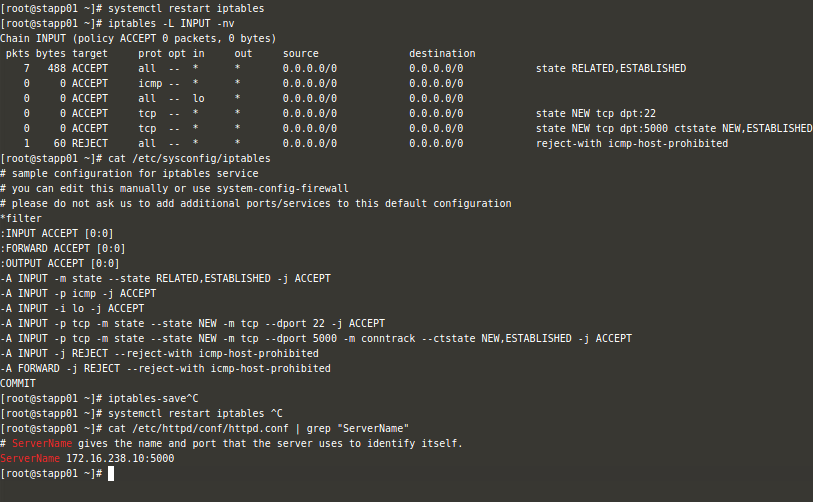 [root@stapp01 ~]# systemctl restart iptables
[root@stapp01 ~]# iptables -L INPUT -nv
Chain INPUT (policy ACCEPT 0 packets, 0 bytes)
 pkts bytes target     prot opt in     out     source               destination
    7   488 ACCEPT     all  --  *      *       0.0.0.0/0            0.0.0.0/0            state RELATED,ESTABLISHED
    0     0 ACCEPT     icmp --  *      *       0.0.0.0/0            0.0.0.0/0
    0     0 ACCEPT     all  --  lo     *       0.0.0.0/0            0.0.0.0/0
    0     0 ACCEPT     tcp  --  *      *       0.0.0.0/0            0.0.0.0/0            state NEW tcp dpt:22
    0     0 ACCEPT     tcp  --  *      *       0.0.0.0/0            0.0.0.0/0            state NEW tcp dpt:5000 ctstate NEW,ESTABLISHED
    1    60 REJECT     all  --  *      *       0.0.0.0/0            0.0.0.0/0            reject-with icmp-host-prohibited
[root@stapp01 ~]# cat /etc/sysconfig/iptables
# sample configuration for iptables service
# you can edit this manually or use system-config-firewall
# please do not ask us to add additional ports/services to this default configuration
*filter
:INPUT ACCEPT [0:0]
:FORWARD ACCEPT [0:0]
:OUTPUT ACCEPT [0:0]
-A INPUT -m state --state RELATED,ESTABLISHED -j ACCEPT
-A INPUT -p icmp -j ACCEPT
-A INPUT -i lo -j ACCEPT
-A INPUT -p tcp -m state --state NEW -m tcp --dport 22 -j ACCEPT
-A INPUT -p tcp -m state --state NEW -m tcp --dport 5000 -m conntrack --ctstate NEW,ESTABLISHED -j ACCEPT
-A INPUT -j REJECT --reject-with icmp-host-prohibited
-A FORWARD -j REJECT --reject-with icmp-host-prohibited
COMMIT
[root@stapp01 ~]# iptables-save^C
[root@stapp01 ~]# systemctl restart iptables ^C
[root@stapp01 ~]# cat /etc/httpd/conf/httpd.conf | grep "ServerName"
# ServerName gives the name and port that the server uses to identify itself.
ServerName 172.16.238.10:5000
[root@stapp01 ~]#